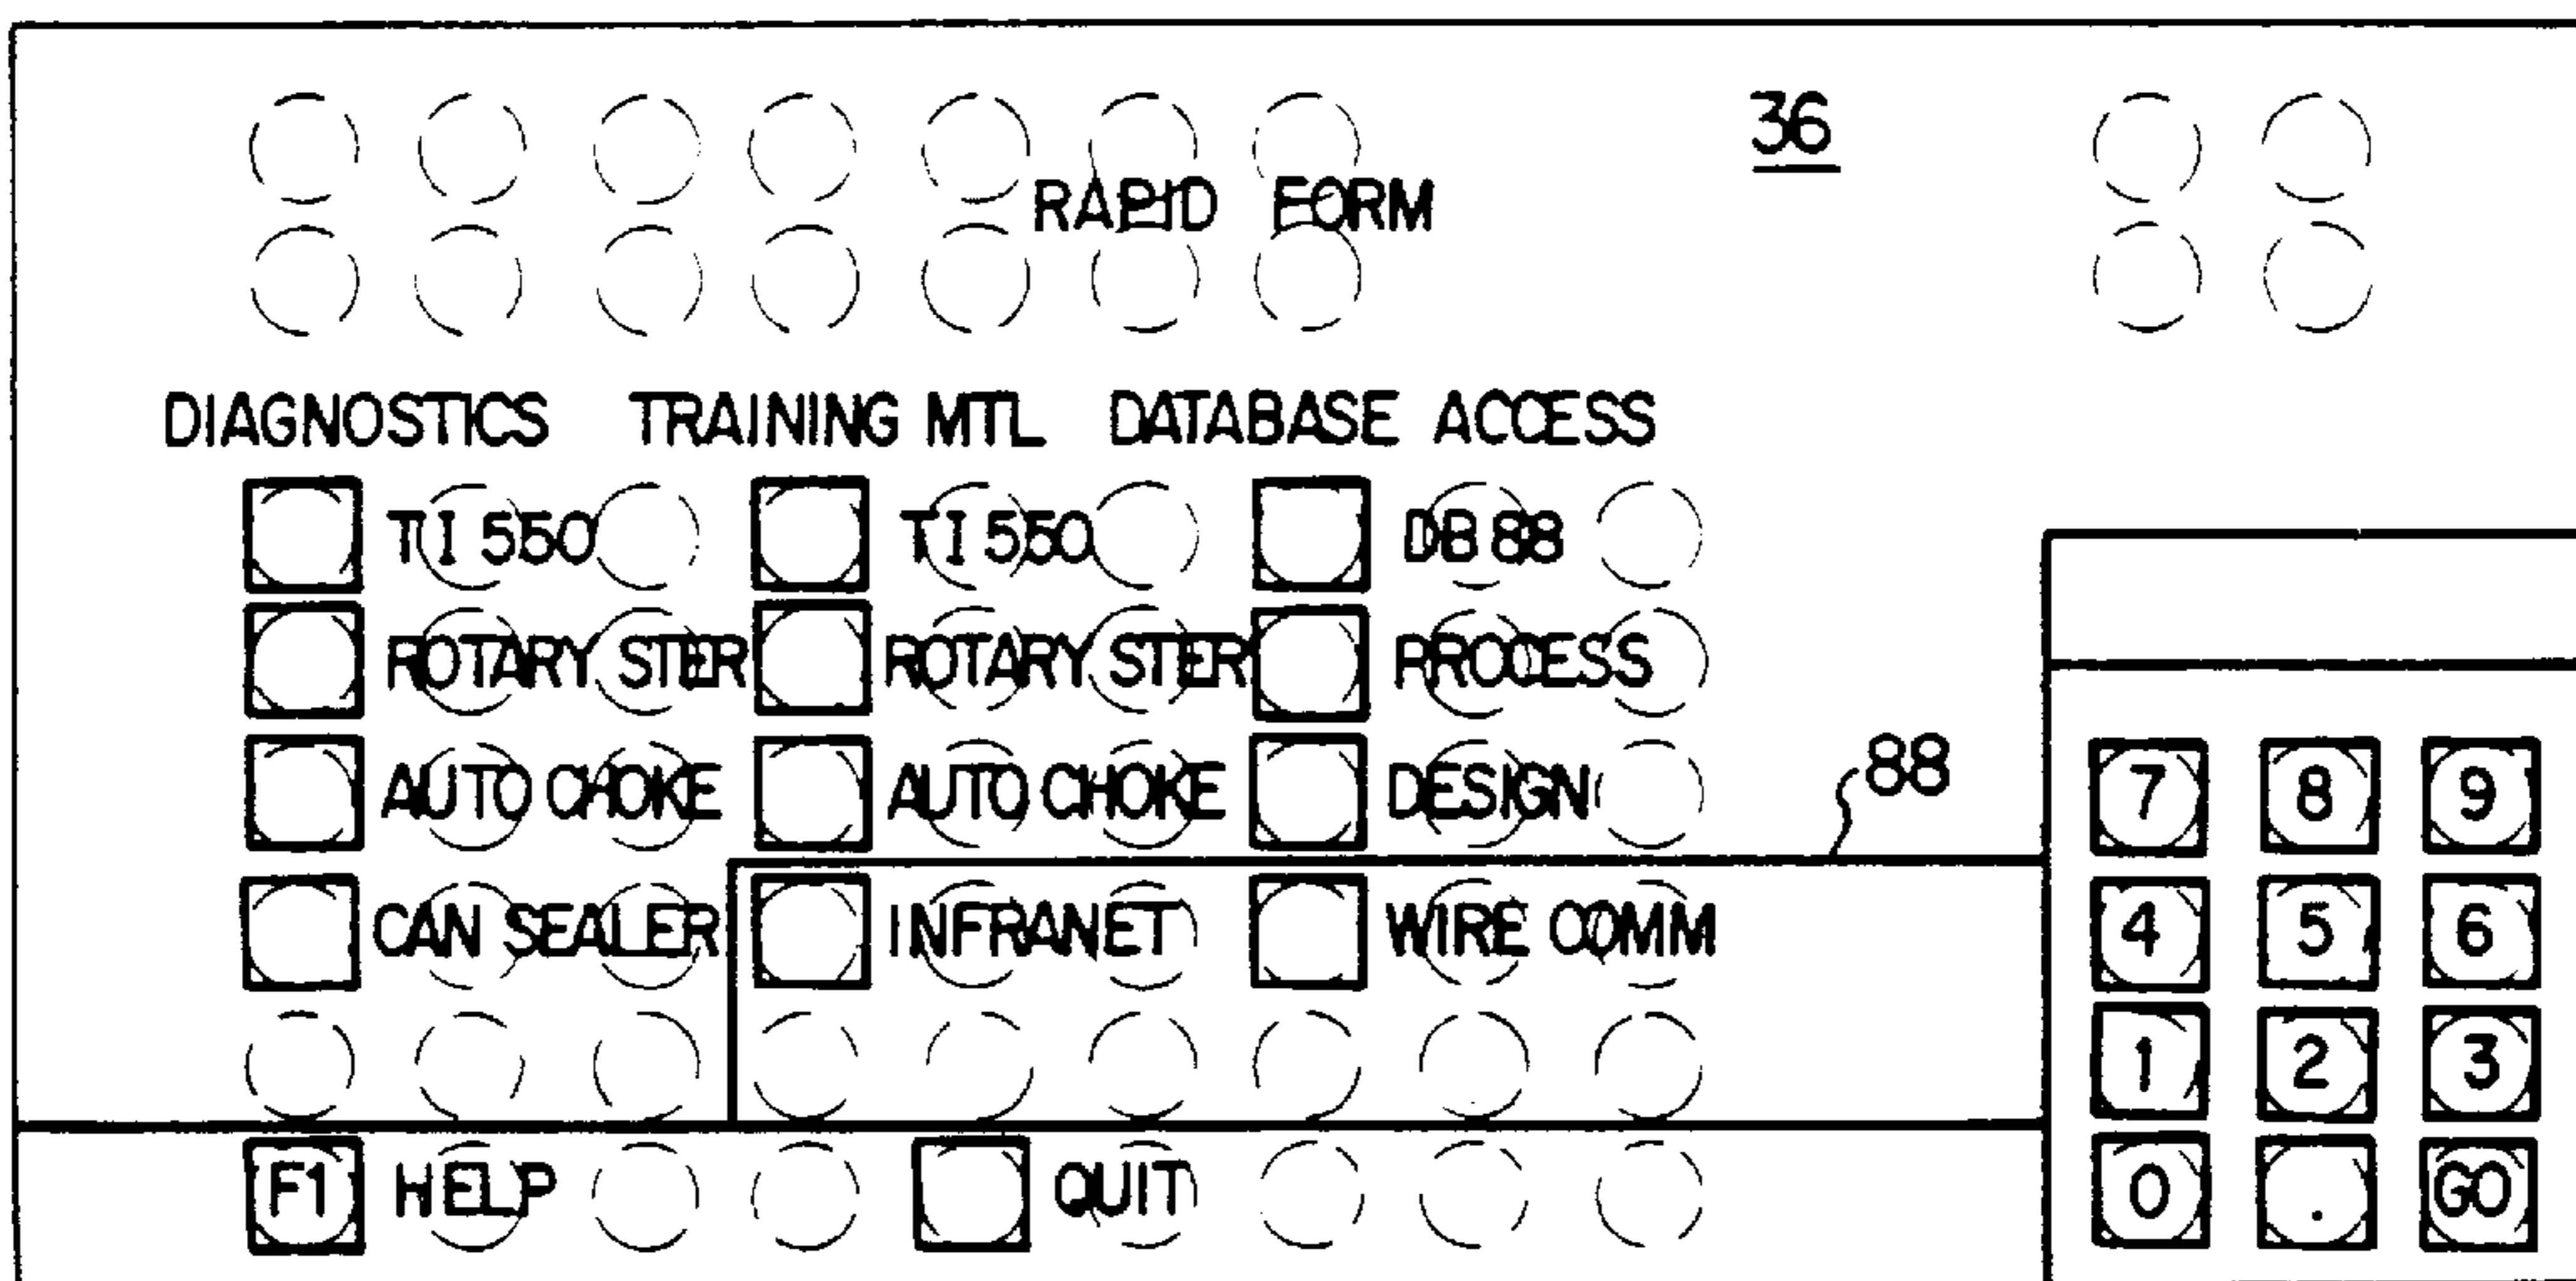 36
RAPID FORM
DIAGNOSTICS TRAINING MTL DATABASE ACCESS
TI 550 TI 550 DB 88
ROTARY STER ROTARY STER PROCESS
AUTO CHOKE AUTO CHOKE DESIGN 88 7 8 9
CAN SEALER INFRANET WIRE COMM 4 5 6
1 2 3
F1 HELP QUIT 0 . GO